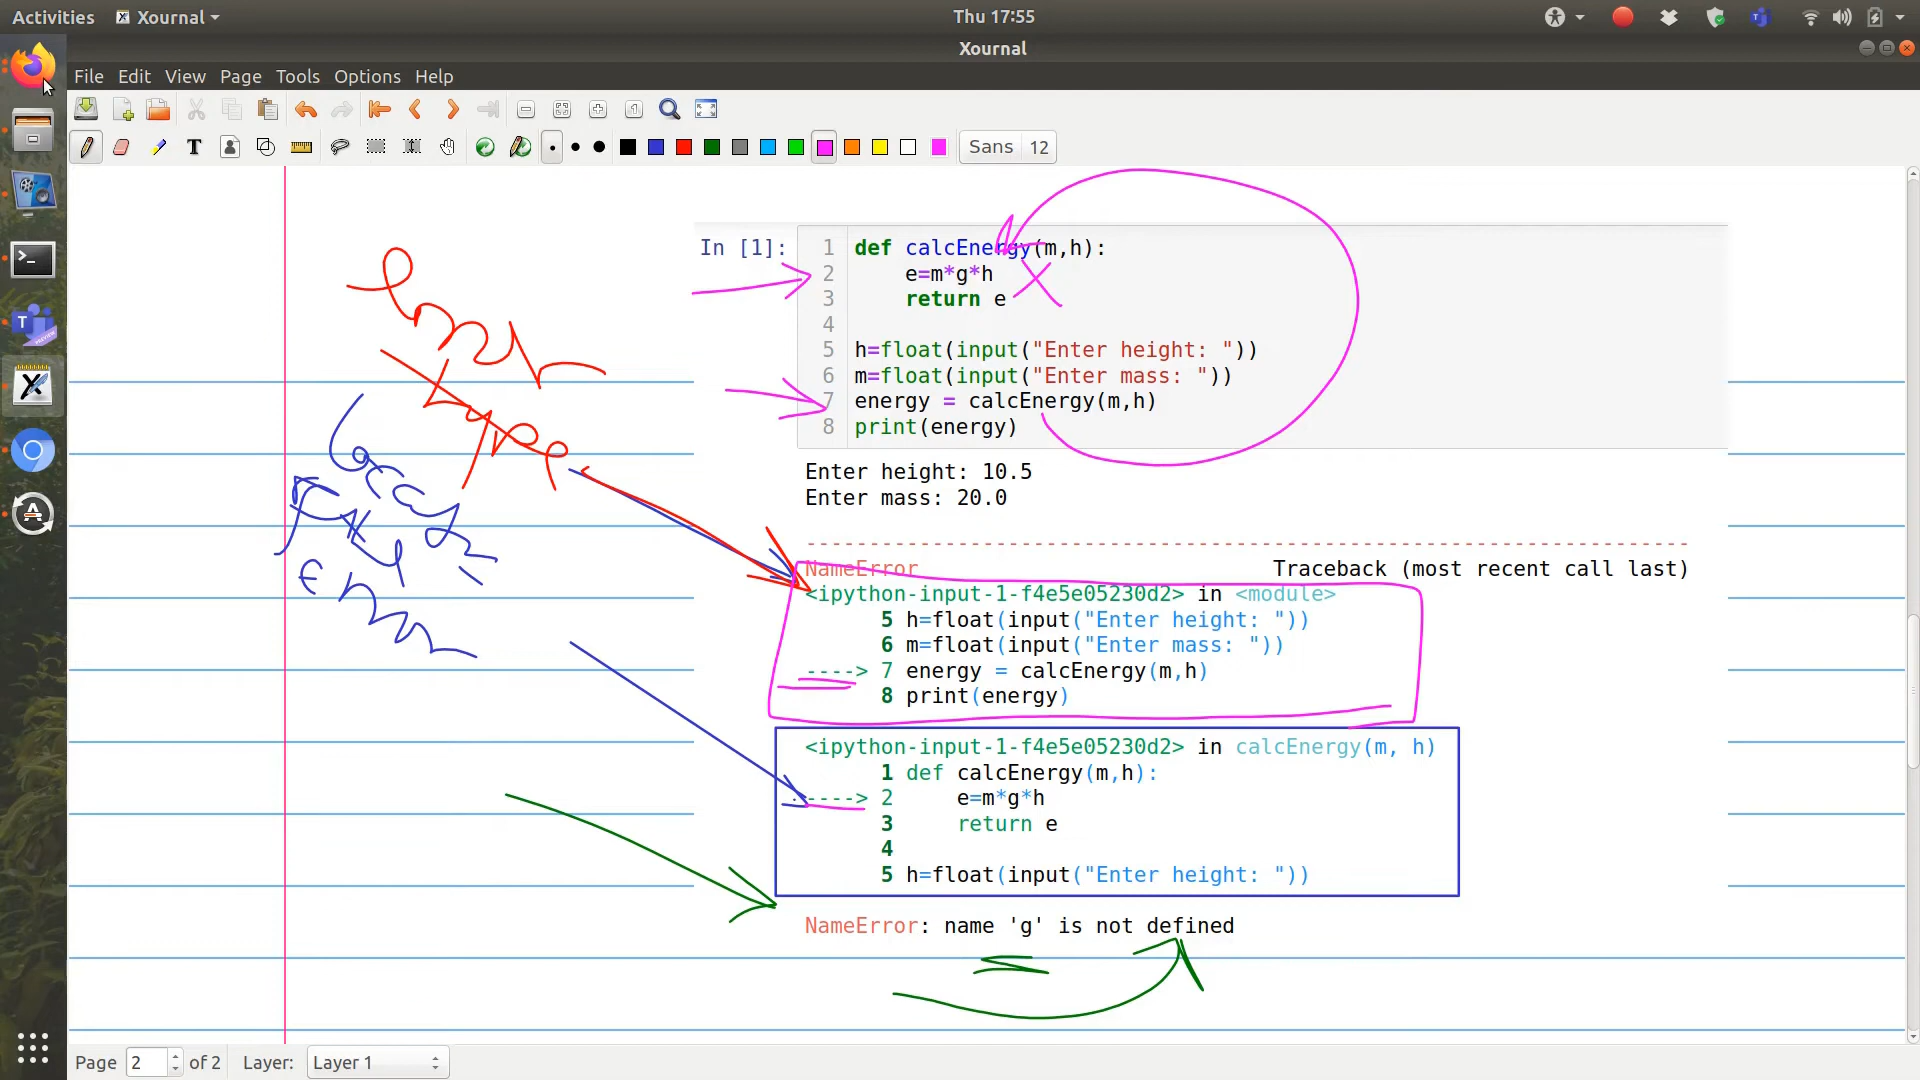 Activities Xournal Thu 17:55
Xournal
File Edit View Page Tools Options Help
T Sans 12
In [1]:
1 def calcEnergy(m,h):
2 e=m*g*h
3 return e
4
5 h=float(input("Enter height: "))
6 m=float(input("Enter mass: "))
7 energy = calcEnergy(m,h)
8 print(energy)
Enter height: 10.5
Enter mass: 20.0
Error
type
---------------------------------------------------------------------------
NameError Traceback (most recent call last)
<ipython-input-1-f4e5e05230d2> in <module>
5 h=float(input("Enter height: "))
6 m=float(input("Enter mass: "))
----> 7 energy = calcEnergy(m,h)
8 print(energy)
<ipython-input-1-f4e5e05230d2> in calcEnergy(m, h)
1 def calcEnergy(m,h):
----> 2 e=m*g*h
3 return e
4
5 h=float(input("Enter height: "))
NameError: name 'g' is not defined
Page 2 of 2 Layer: Layer 1